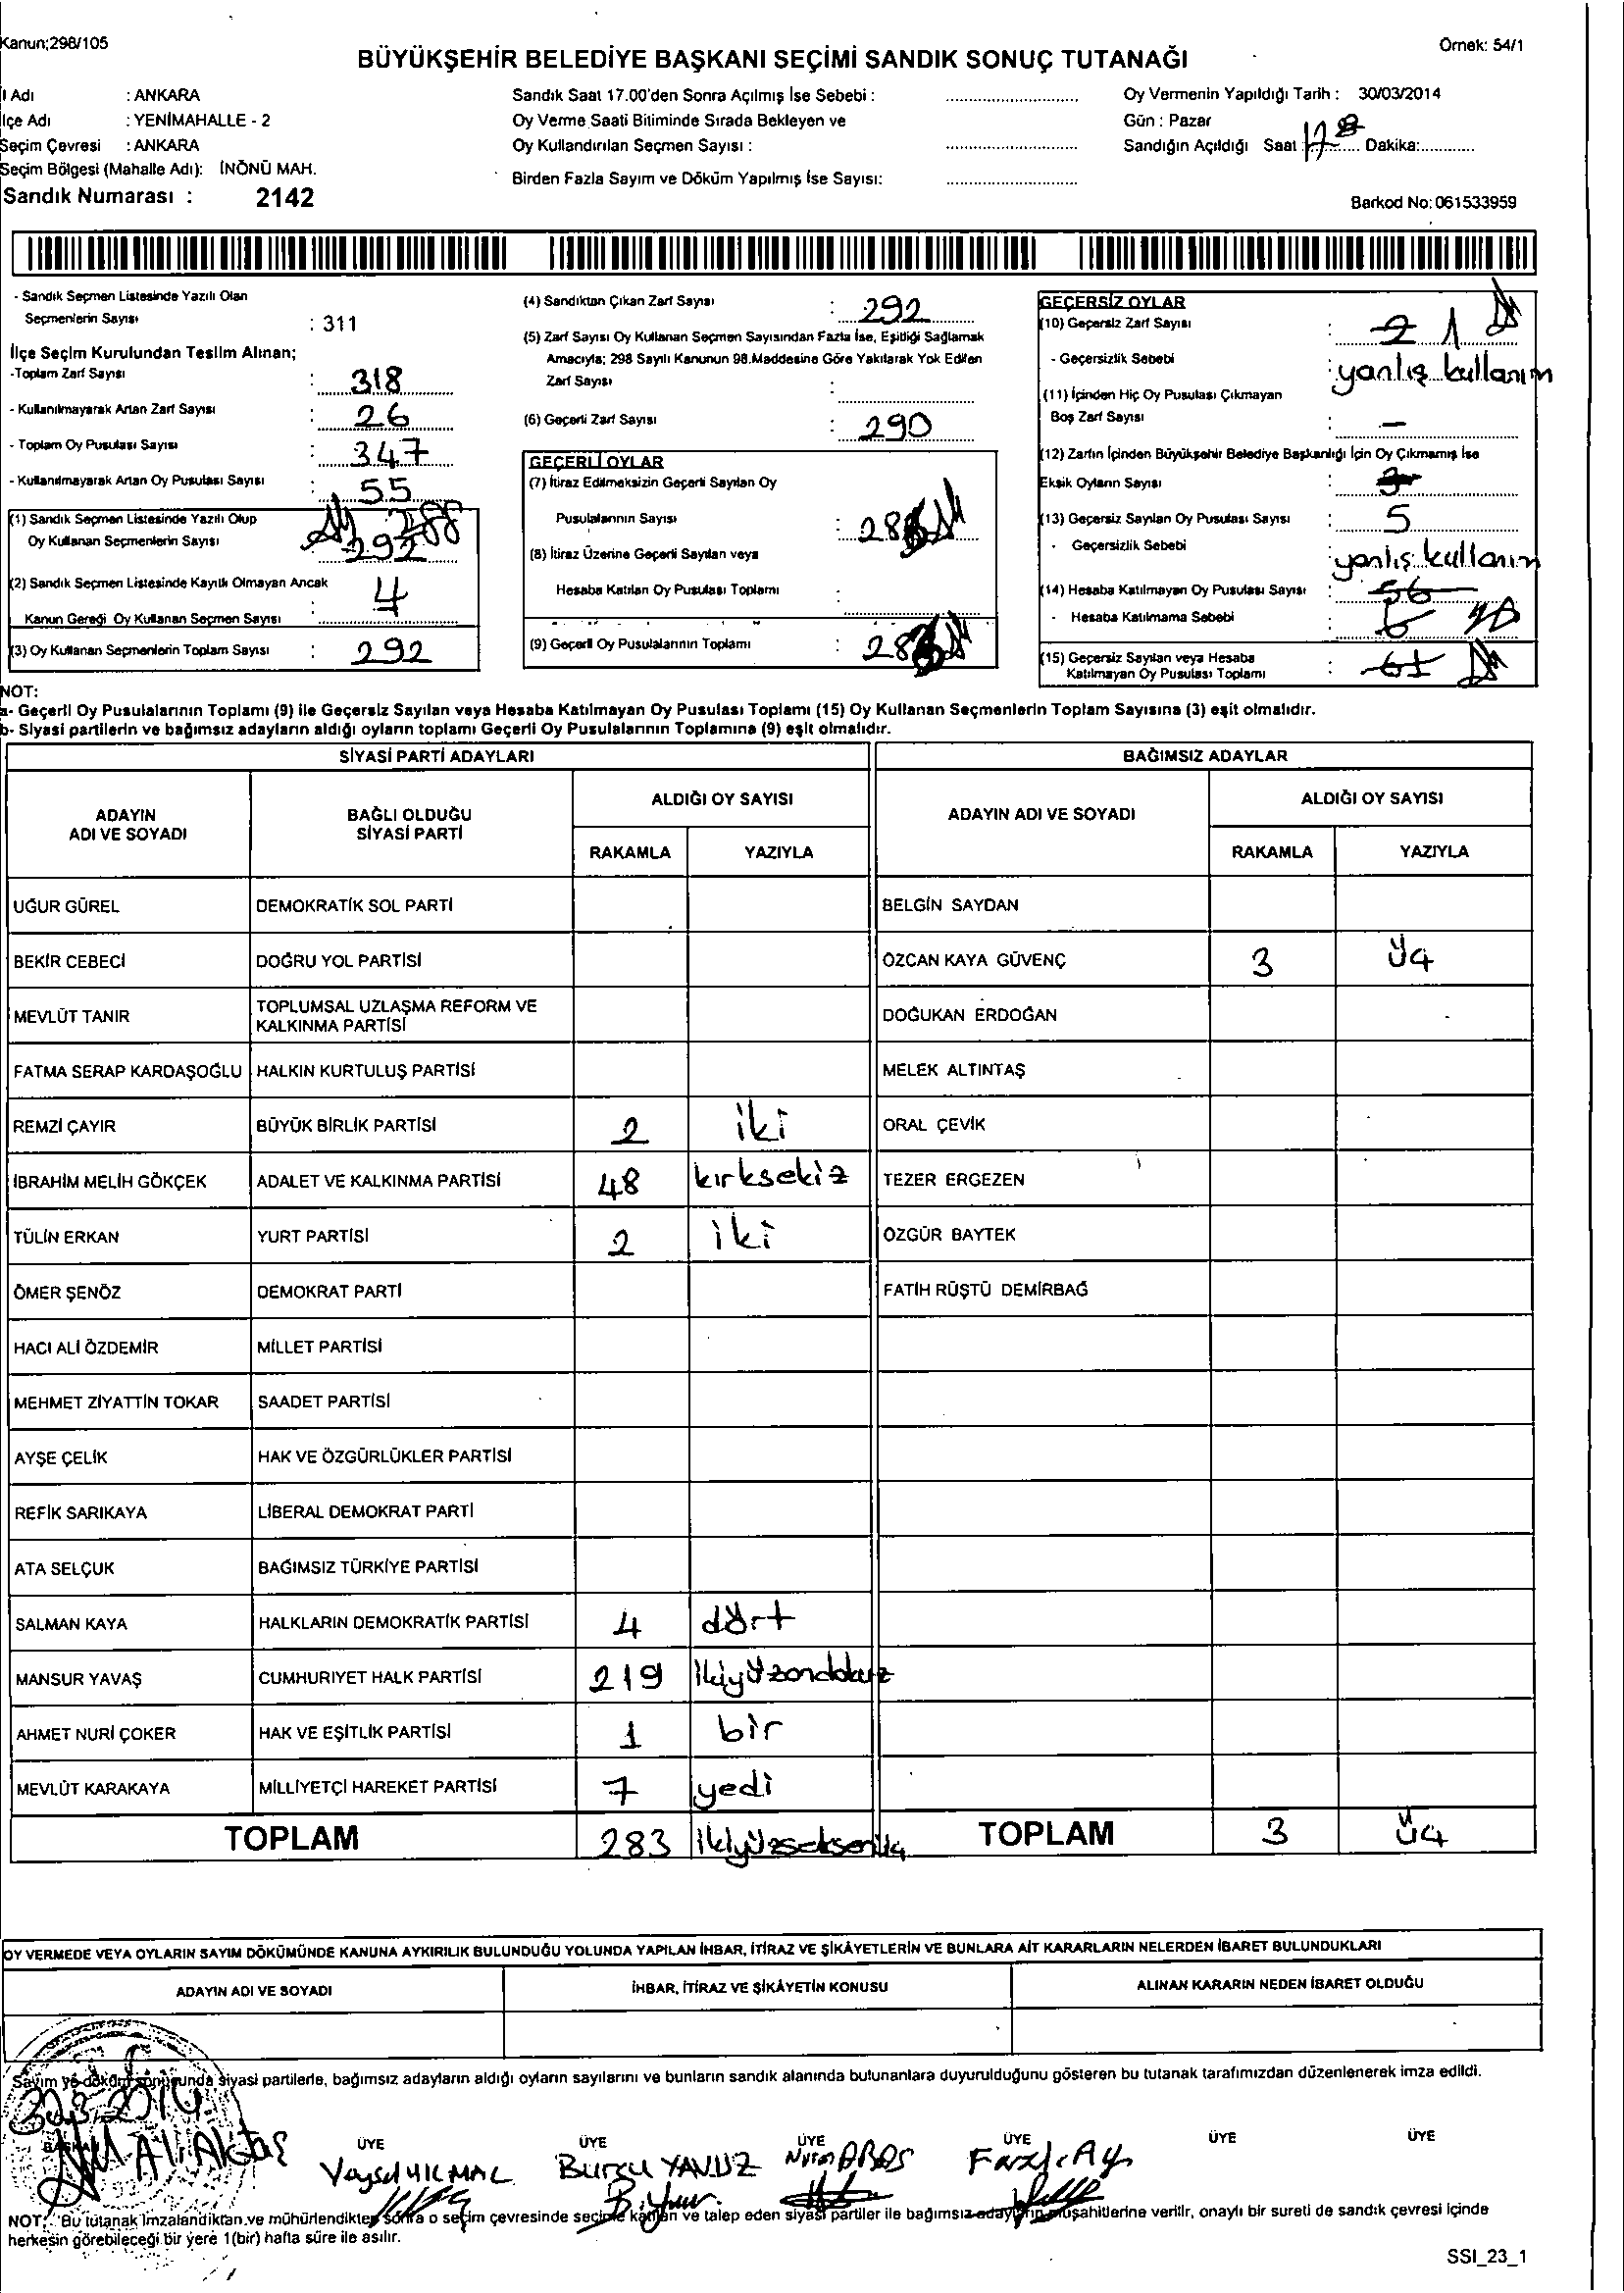 Kanun;298/105
Örnek: 54/1
BÜYÜKŞEHİR BELEDİYE BAŞKANI SEÇİMİ SANDIK SONUÇ TUTANAĞI
İl Adı : ANKARA
İlçe Adı : YENİMAHALLE - 2
Seçim Çevresi : ANKARA
Seçim Bölgesi (Mahalle Adı): İNÖNÜ MAH.
Sandık Numarası : 2142
Sandık Saat 17.00'den Sonra Açılmış İse Sebebi :
Oy Verme Saati Bitiminde Sırada Bekleyen ve
Oy Kullandırılan Seçmen Sayısı :
Birden Fazla Sayım ve Döküm Yapılmış İse Sayısı:
Oy Vermenin Yapıldığı Tarih : 30/03/2014
Gün : Pazar
Sandığın Açıldığı Saat Dakika:
Barkod No: 061533959
- Sandık Seçmen Listesinde Yazılı Olan
Seçmenlerin Sayısı : 311
İlçe Seçim Kurulundan Teslim Alınan;
-Toplam Zarf Sayısı : 318
- Kullanılmayarak Artan Zarf Sayısı : 26
- Toplam Oy Pusulası Sayısı : 347
- Kullanılmayarak Artan Oy Pusulası Sayısı : 55
(1) Sandık Seçmen Listesinde Yazılı Olup
Oy Kullanan Seçmenlerin Sayısı : 288
292
(2) Sandık Seçmen Listesinde Kayıtlı Olmayan Ancak
Kanun Gereği Oy Kullanan Seçmen Sayısı : 4
(3) Oy Kullanan Seçmenlerin Toplam Sayısı : 292
(4) Sandıktan Çıkan Zarf Sayısı : 292
(5) Zarf Sayısı Oy Kullanan Seçmen Sayısından Fazla İse, Eşitliği Sağlamak
Amacıyla; 298 Sayılı Kanunun 98.Maddesine Göre Yakılarak Yok Edilen
Zarf Sayısı :
(6) Geçerli Zarf Sayısı : 290
GEÇERLİ OYLAR
(7) İtiraz Edilmeksizin Geçerli Sayılan Oy
Pusulalarının Sayısı :
(8) İtiraz Üzerine Geçerli Sayılan veya
Hesaba Katılan Oy Pusulası Toplamı :
(9) Geçerli Oy Pusulalarının Toplamı :
GEÇERSİZ OYLAR
(10) Geçersiz Zarf Sayısı : 2 1
- Geçersizlik Sebebi : yanlış kullanım
(11) İçinden Hiç Oy Pusulası Çıkmayan
Boş Zarf Sayısı : -
(12) Zarfın İçinden Büyükşehir Belediye Başkanlığı İçin Oy Çıkmamış İse
Eksik Oyların Sayısı :
(13) Geçersiz Sayılan Oy Pusulası Sayısı : 5
- Geçersizlik Sebebi : yanlış kullanım
(14) Hesaba Katılmayan Oy Pusulası Sayısı : 56
- Hesaba Katılmama Sebebi : 6
(15) Geçersiz Sayılan veya Hesaba
Katılmayan Oy Pusulası Toplamı : 61
NOT:
a- Geçerli Oy Pusulalarının Toplamı (9) ile Geçersiz Sayılan veya Hesaba Katılmayan Oy Pusulası Toplamı (15) Oy Kullanan Seçmenlerin Toplam Sayısına (3) eşit olmalıdır.
b- Siyasi partilerin ve bağımsız adayların aldığı oyların toplamı Geçerli Oy Pusulalarının Toplamına (9) eşit olmalıdır.
SİYASİ PARTİ ADAYLARI BAĞIMSIZ ADAYLAR
ADAYIN ADI VE SOYADI BAĞLI OLDUĞU SİYASİ PARTİ ALDIĞI OY SAYISI ADAYIN ADI VE SOYADI ALDIĞI OY SAYISI
RAKAMLA YAZIYLA RAKAMLA YAZIYLA
UĞUR GÜREL DEMOKRATİK SOL PARTİ BELGİN SAYDAN
BEKİR CEBECİ DOĞRU YOL PARTİSİ ÖZCAN KAYA GÜVENÇ 3 üç
MEVLÜT TANIR TOPLUMSAL UZLAŞMA REFORM VE KALKINMA PARTİSİ DOĞUKAN ERDOĞAN
FATMA SERAP KARDAŞOĞLU HALKIN KURTULUŞ PARTİSİ MELEK ALTINTAŞ
REMZİ ÇAYIR BÜYÜK BİRLİK PARTİSİ 2 iki ORAL ÇEVİK
İBRAHİM MELİH GÖKÇEK ADALET VE KALKINMA PARTİSİ 48 kırksekiz TEZER ERGEZEN
TÜLİN ERKAN YURT PARTİSİ 2 iki ÖZGÜR BAYTEK
ÖMER ŞENÖZ DEMOKRAT PARTİ FATİH RÜŞTÜ DEMİRBAĞ
HACI ALİ ÖZDEMİR MİLLET PARTİSİ
MEHMET ZİYATTİN TOKAR SAADET PARTİSİ
AYŞE ÇELİK HAK VE ÖZGÜRLÜKLER PARTİSİ
REFİK SARIKAYA LİBERAL DEMOKRAT PARTİ
ATA SELÇUK BAĞIMSIZ TÜRKİYE PARTİSİ
SALMAN KAYA HALKLARIN DEMOKRATİK PARTİSİ 4 dört
MANSUR YAVAŞ CUMHURİYET HALK PARTİSİ 219 ikiyüzondokuz
AHMET NURİ ÇOKER HAK VE EŞİTLİK PARTİSİ 1 bir
MEVLÜT KARAKAYA MİLLİYETÇİ HAREKET PARTİSİ 7 yedi
TOPLAM 283 ikiyüzseksenüç TOPLAM 3 üç
OY VERMEDE VEYA OYLARIN SAYIM DÖKÜMÜNDE KANUNA AYKIRILIK BULUNDUĞU YOLUNDA YAPILAN İHBAR, İTİRAZ VE ŞİKÂYETLERİN VE BUNLARA AİT KARARLARIN NELERDEN İBARET BULUNDUKLARI
ADAYIN ADI VE SOYADI İHBAR, İTİRAZ VE ŞİKÂYETİN KONUSU ALINAN KARARIN NEDEN İBARET OLDUĞU
Sayım ve döküm sonucunda siyasi partilerle, bağımsız adayların aldığı oyların sayılarını ve bunların sandık alanında bulunanlara duyurulduğunu gösteren bu tutanak tarafımızdan düzenlenerek imza edildi.
30.3.2014
BAŞKAN ÜYE ÜYE ÜYE ÜYE ÜYE ÜYE
Ali Aktaş Veysel YILMAZ Burcu YAVUZ Nuran ARAS Fazlı Ay
NOT: Bu tutanak imzalandıktan ve mühürlendikten sonra o seçim çevresinde seçime katılan ve talep eden siyasi partiler ile bağımsız adayların müşahitlerine verilir, onaylı bir sureti de sandık çevresi içinde
herkesin görebileceği bir yere 1(bir) hafta süre ile asılır.
SSI_23_1